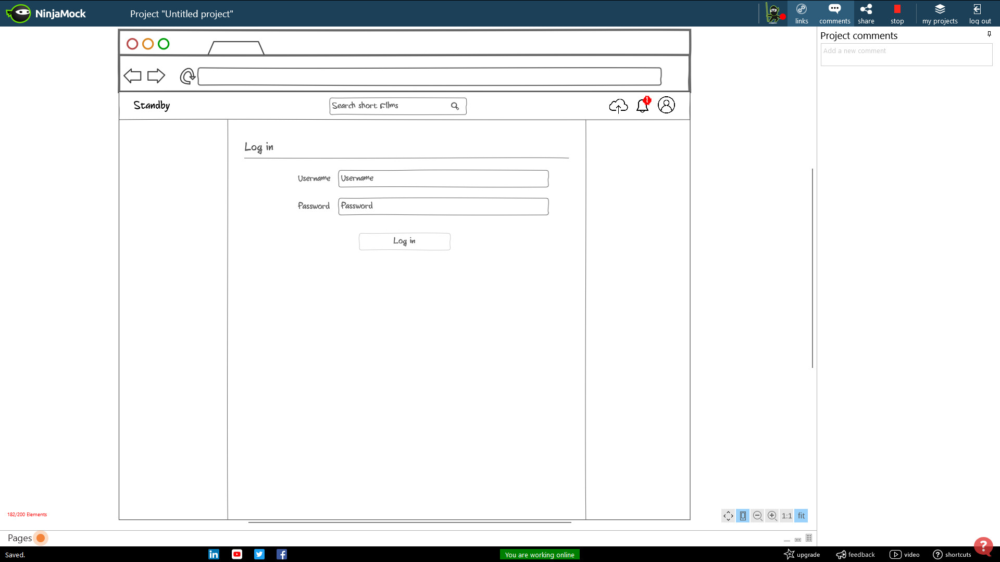 NinjaMock
Project "Untitled project"
links
comments
share
stop
my projects
log out
Project comments
Add a new comment
Standby
Search short FIlms
1
Log in
Username
Username
Password
Password
Log in
182/200 Elements
1:1
fit
Pages
?
Saved.
You are working online
upgrade
feedback
video
shortcuts